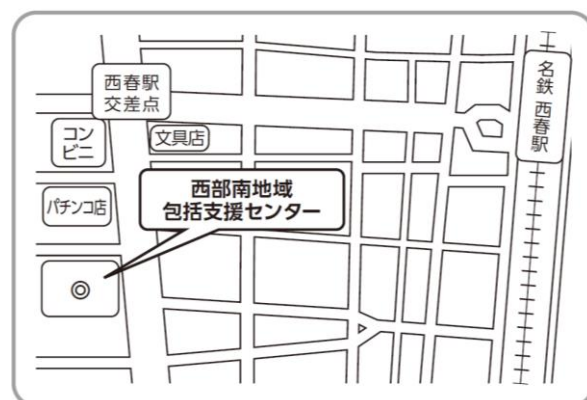 西春駅
交差点
名鉄 西春駅
コン
ビニ
文具店
パチンコ店
西部南地域
包括支援センター